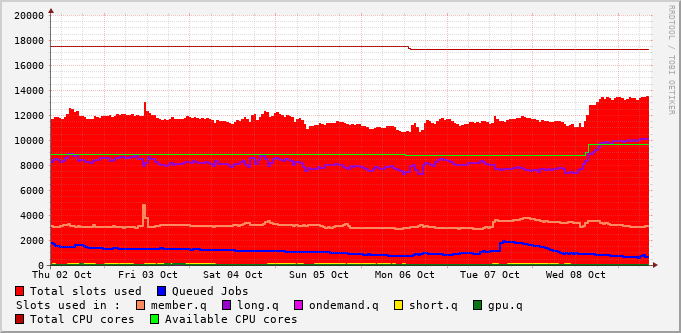 20000
18000
16000
14000
12000
10000
8000
6000
4000
2000
0
Thu 02 Oct Fri 03 Oct Sat 04 Oct Sun 05 Oct Mon 06 Oct Tue 07 Oct Wed 08 Oct
RRDTOOL / TOBI OETIKER
Total slots used Queued Jobs
Slots used in : member.q long.q ondemand.q short.q gpu.q
Total CPU cores Available CPU cores